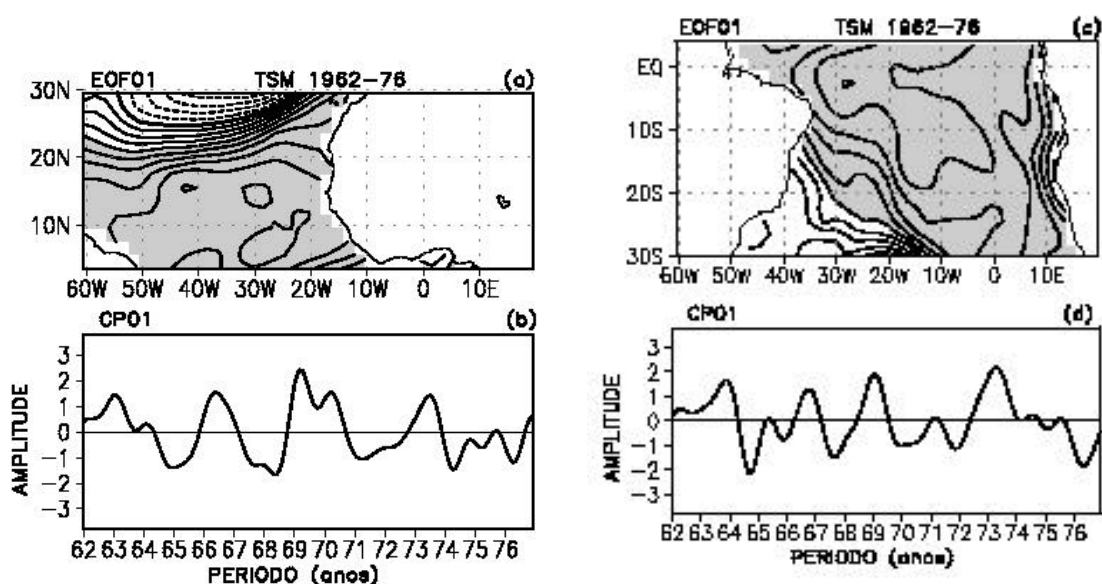 EOF01 TSM 1962-76 (a)
30N
20N
10N
60W 50W 40W 30W 20W 10W 0 10E
CP01 (b)
AMPLITUDE
3
2
1
0
-1
-2
-3
62 63 64 65 66 67 68 69 70 71 72 73 74 75 76
PERIODO (anos)
EOF01 TSM 1962-76 (c)
EQ
10S
20S
30S
60W 50W 40W 30W 20W 10W 0 10E
CP01 (d)
AMPLITUDE
3
2
1
0
-1
-2
-3
62 63 64 65 66 67 68 69 70 71 72 73 74 75 76
PERIODO (anos)